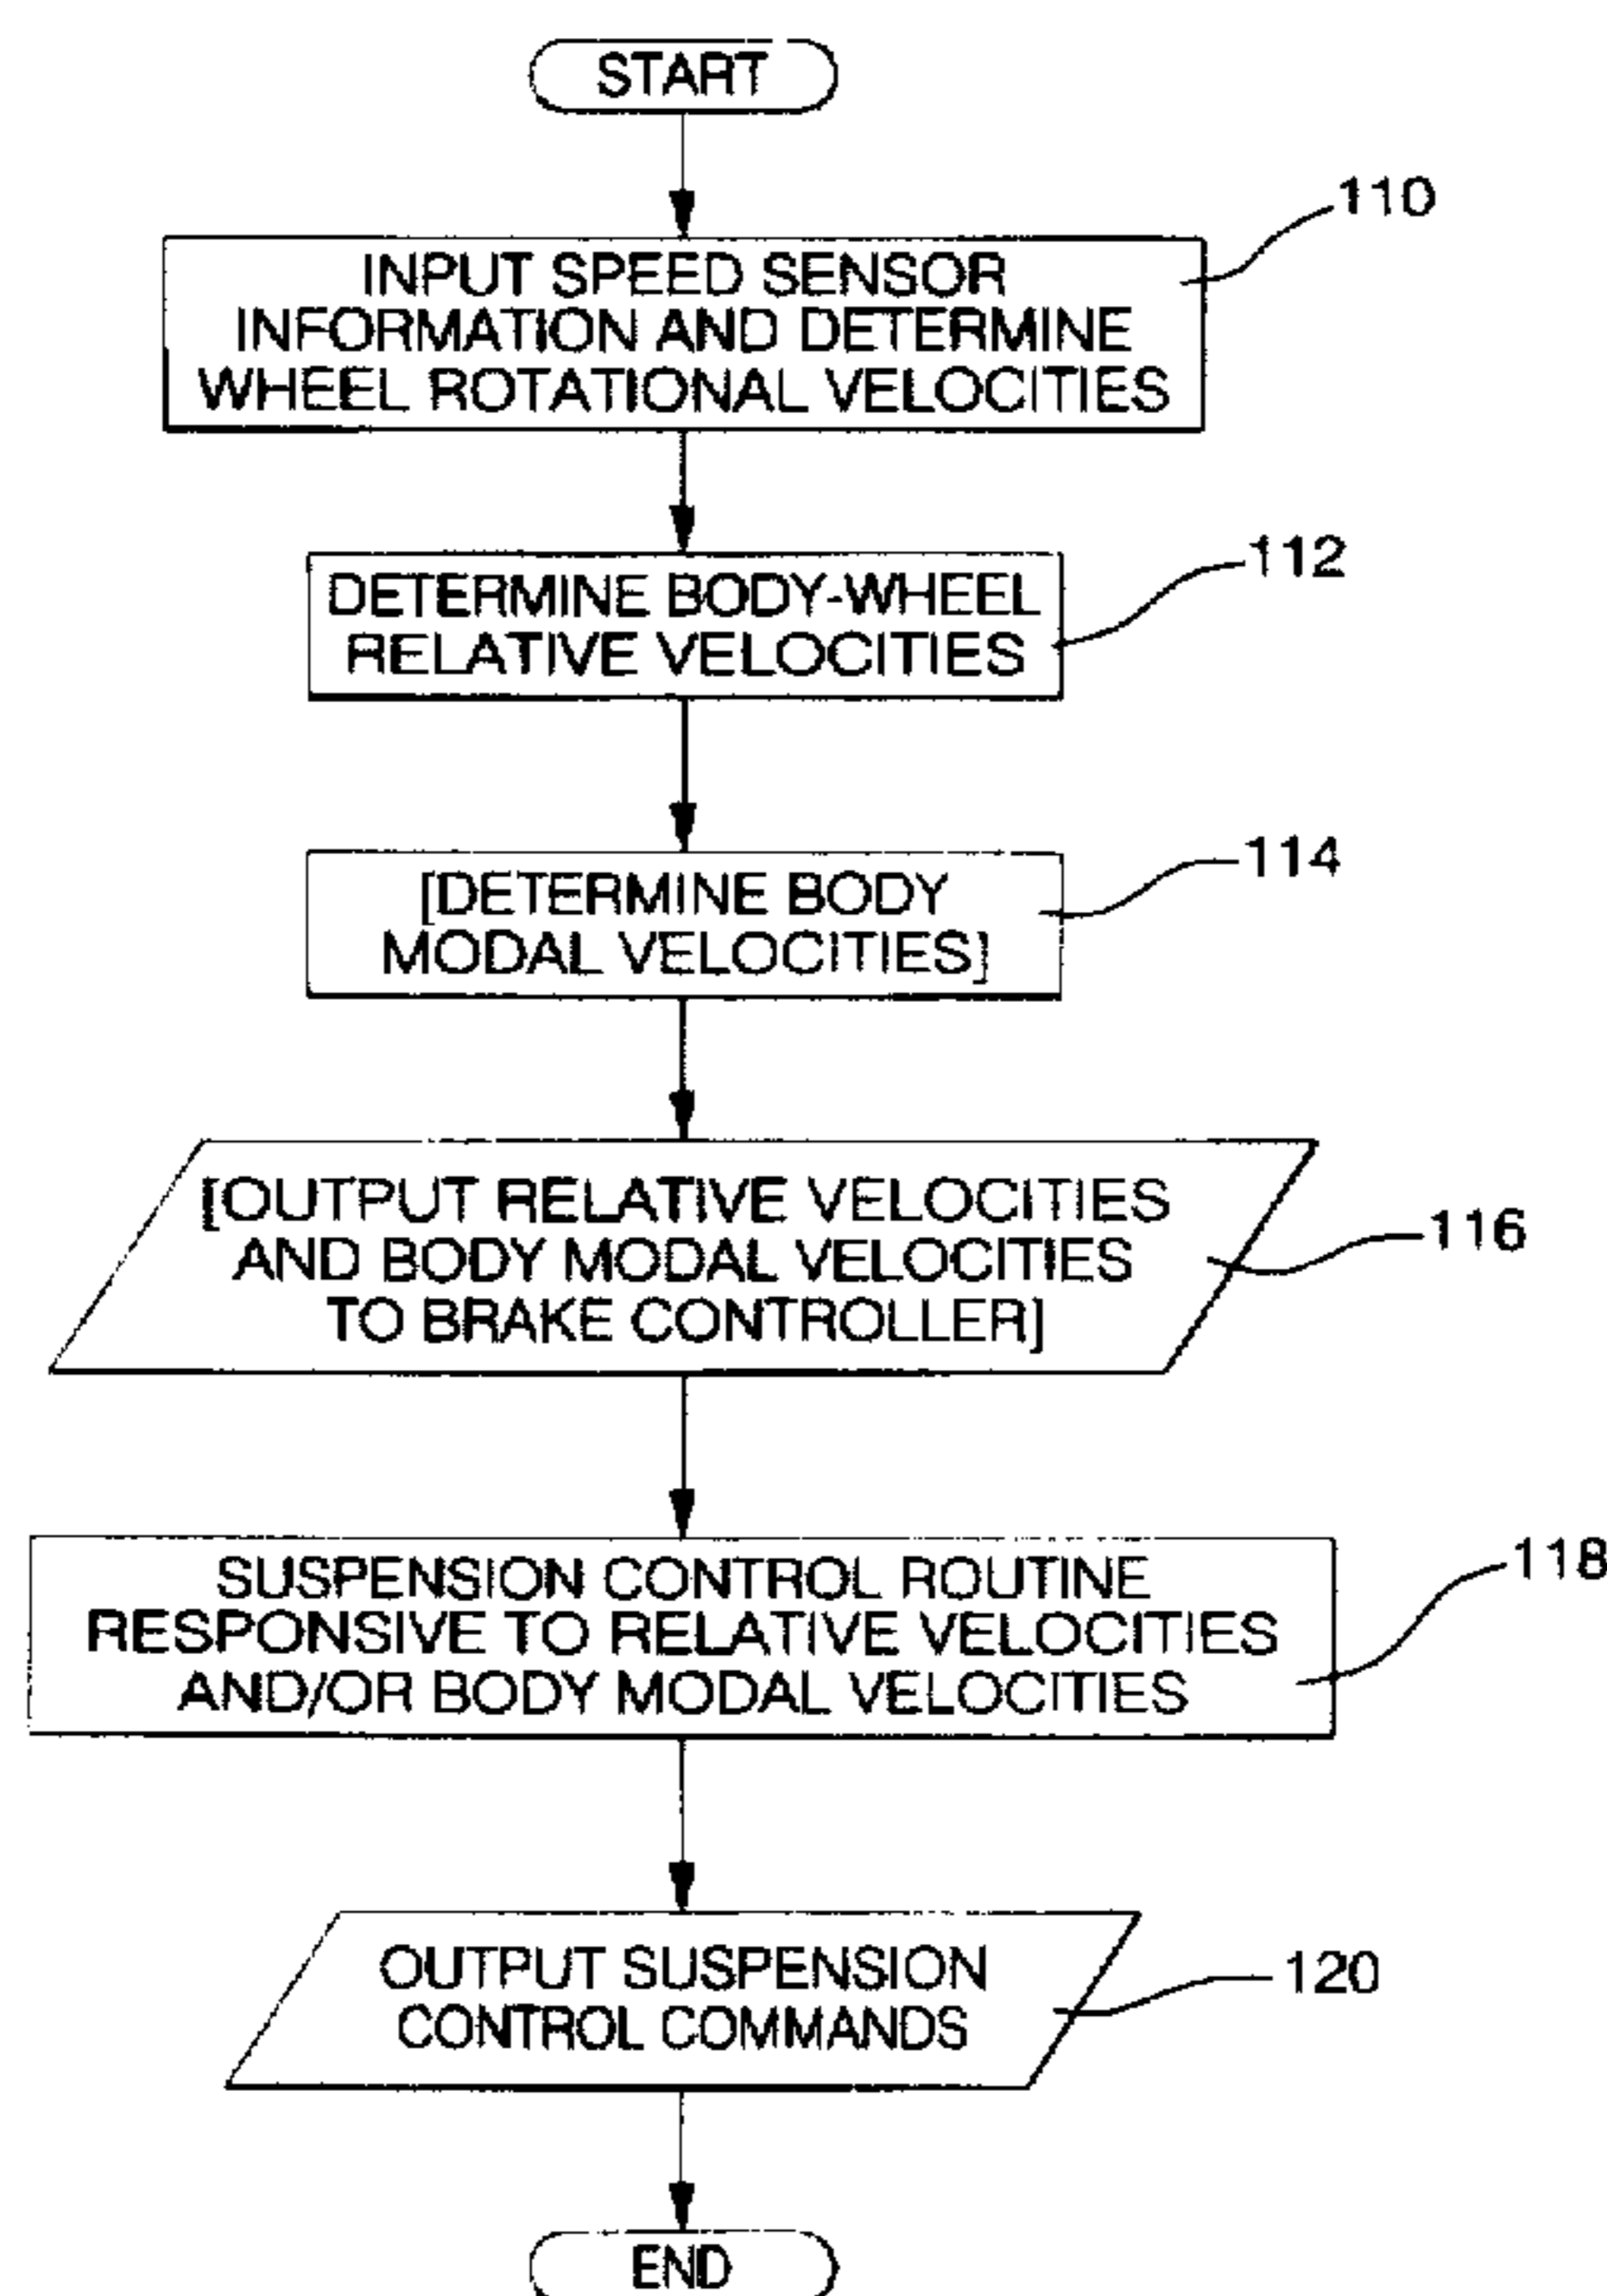 START
110
INPUT SPEED SENSOR
INFORMATION AND DETERMINE
WHEEL ROTATIONAL VELOCITIES
112
DETERMINE BODY-WHEEL
RELATIVE VELOCITIES
114
[DETERMINE BODY
MODAL VELOCITIES]
[OUTPUT RELATIVE VELOCITIES
AND BODY MODAL VELOCITIES
TO BRAKE CONTROLLER]
116
SUSPENSION CONTROL ROUTINE
RESPONSIVE TO RELATIVE VELOCITIES
AND/OR BODY MODAL VELOCITIES
118
OUTPUT SUSPENSION
CONTROL COMMANDS
120
END